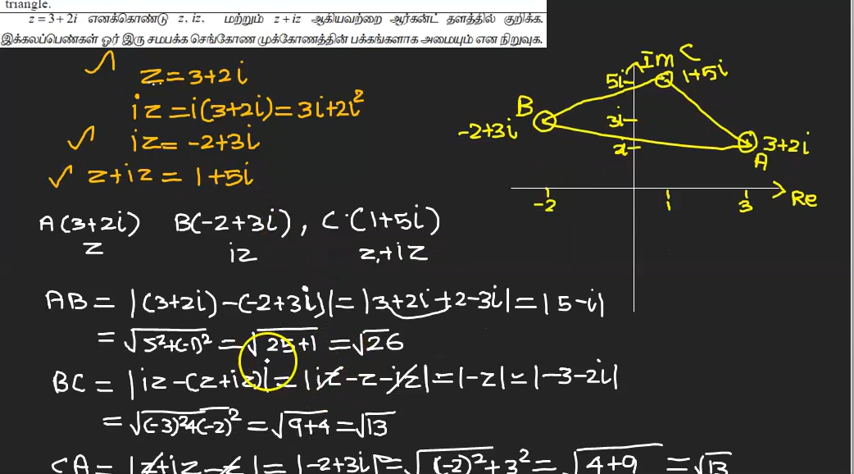 triangle.
z = 3 + 2i எனக்கொண்டு z, iz, மற்றும் z + iz ஆகியவற்றை ஆர்கன்ட் தளத்தில் குறிக்க.
இக்கலப்பெண்கள் ஓர் இரு சமபக்க செங்கோண முக்கோணத்தின் பக்கங்களாக அமையும் என நிறுவுக.
z = 3+2i
iz = i(3+2i) = 3i+2i²
iz = -2+3i
z+iz = 1+5i
Im C
5i 1+5i
B
-2+3i 3i
2i 3+2i
A
-2 1 3 Re
A(3+2i) B(-2+3i), C(1+5i)
z iz z+iz
AB = |(3+2i)-(-2+3i)| = |3+2i+2-3i| = |5-i|
= √5²+(-1)² = √25+1 = √26
BC = |iz-(z+iz)| = |iz-z-iz| = |-z| = |-3-2i|
= √(-3)²+(-2)² = √9+4 = √13
CA = |z+iz-z| = |-2+3i| = √(-2)²+3² = √4+9 = √13